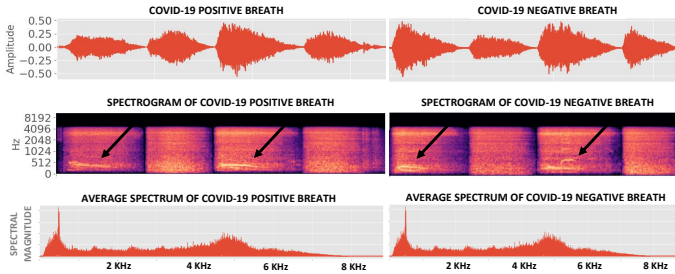 COVID-19 POSITIVE BREATH
COVID-19 NEGATIVE BREATH
Amplitude
0.50
0.25
0.00
−0.25
−0.50
SPECTROGRAM OF COVID-19 POSITIVE BREATH
SPECTROGRAM OF COVID-19 NEGATIVE BREATH
Hz
8192
4096
2048
1024
512
0
AVERAGE SPECTRUM OF COVID-19 POSITIVE BREATH
AVERAGE SPECTRUM OF COVID-19 NEGATIVE BREATH
SPECTRAL
MAGNITUDE
2 KHz 4 KHz 6 KHz 8 KHz
2 KHz 4 KHz 6 KHz 8 KHz